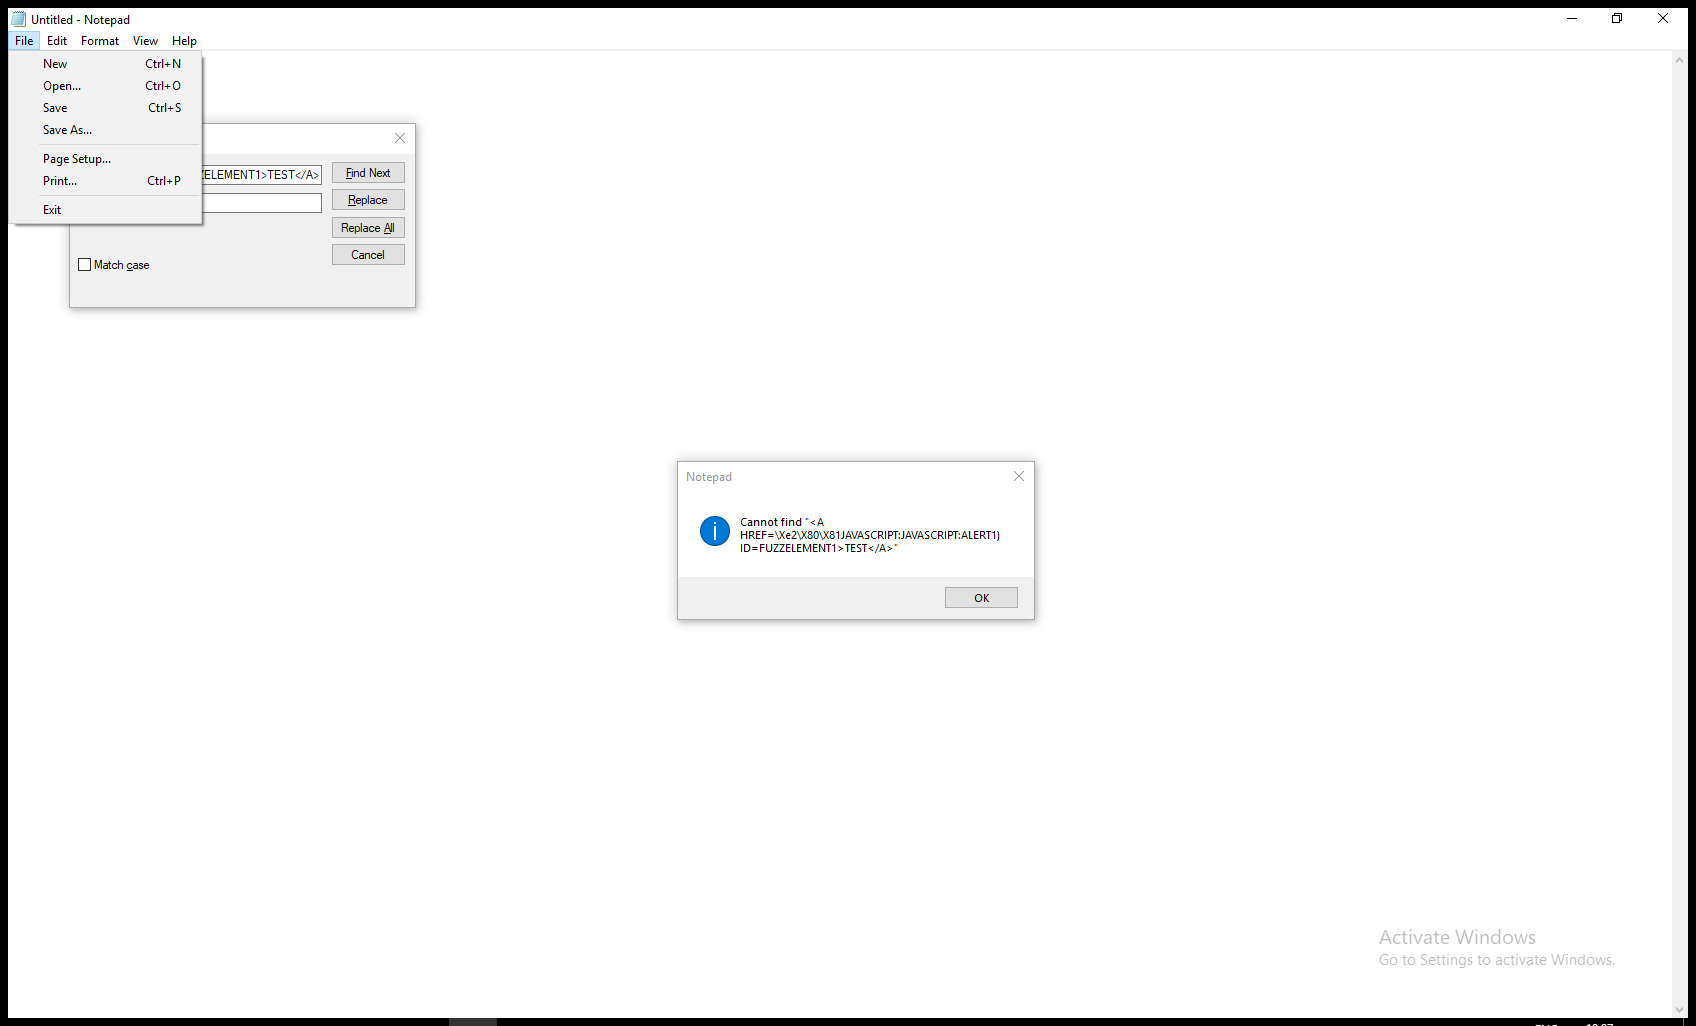 Untitled - Notepad
File Edit Format View Help
New Ctrl+N
Open... Ctrl+O
Save Ctrl+S
Save As...
Page Setup...
Print... Ctrl+P
Exit
ELEMENT1>TEST</A>
Find Next
Replace
Replace All
Cancel
Match case
Notepad
Cannot find "<A
HREF=\Xe2\X80\X81JAVASCRIPT:JAVASCRIPT:ALERT1)
ID=FUZZELEMENT1>TEST</A>"
OK
Activate Windows
Go to Settings to activate Windows.